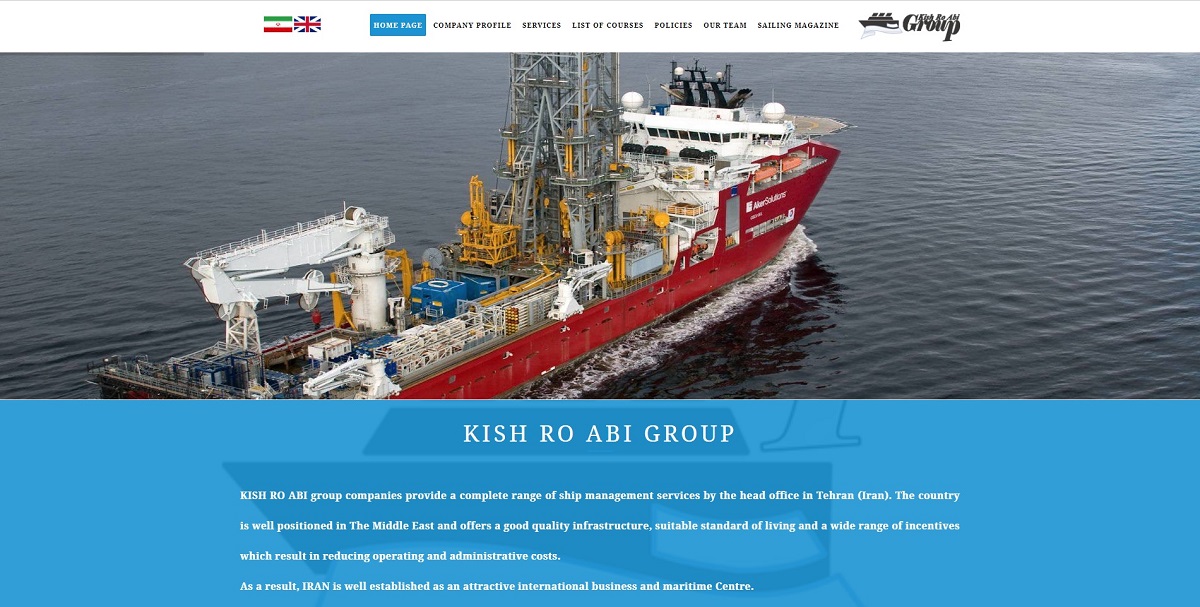 HOME PAGE COMPANY PROFILE SERVICES LIST OF COURSES POLICIES OUR TEAM SAILING MAGAZINE
Kish Ro Abi
Group
AkerSolutions
KISH RO ABI GROUP
KISH RO ABI group companies provide a complete range of ship management services by the head office in Tehran (Iran). The country
is well positioned in The Middle East and offers a good quality infrastructure, suitable standard of living and a wide range of incentives
which result in reducing operating and administrative costs.
As a result, IRAN is well established as an attractive international business and maritime Centre.